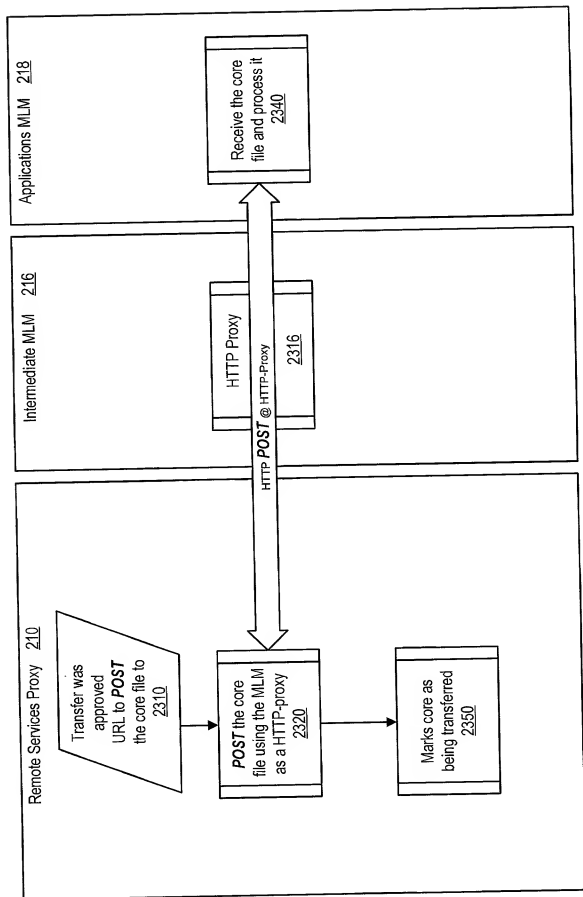 Remote Services Proxy 210
Transfer was
approved
URL to POST
the core file to
2310
POST the core
file using the MLM
as a HTTP-proxy
2320
Marks core as
being transferred
2350
Intermediate MLM 216
HTTP Proxy
HTTP POST @ HTTP-Proxy
2316
Applications MLM 218
Receive the core
file and process it
2340